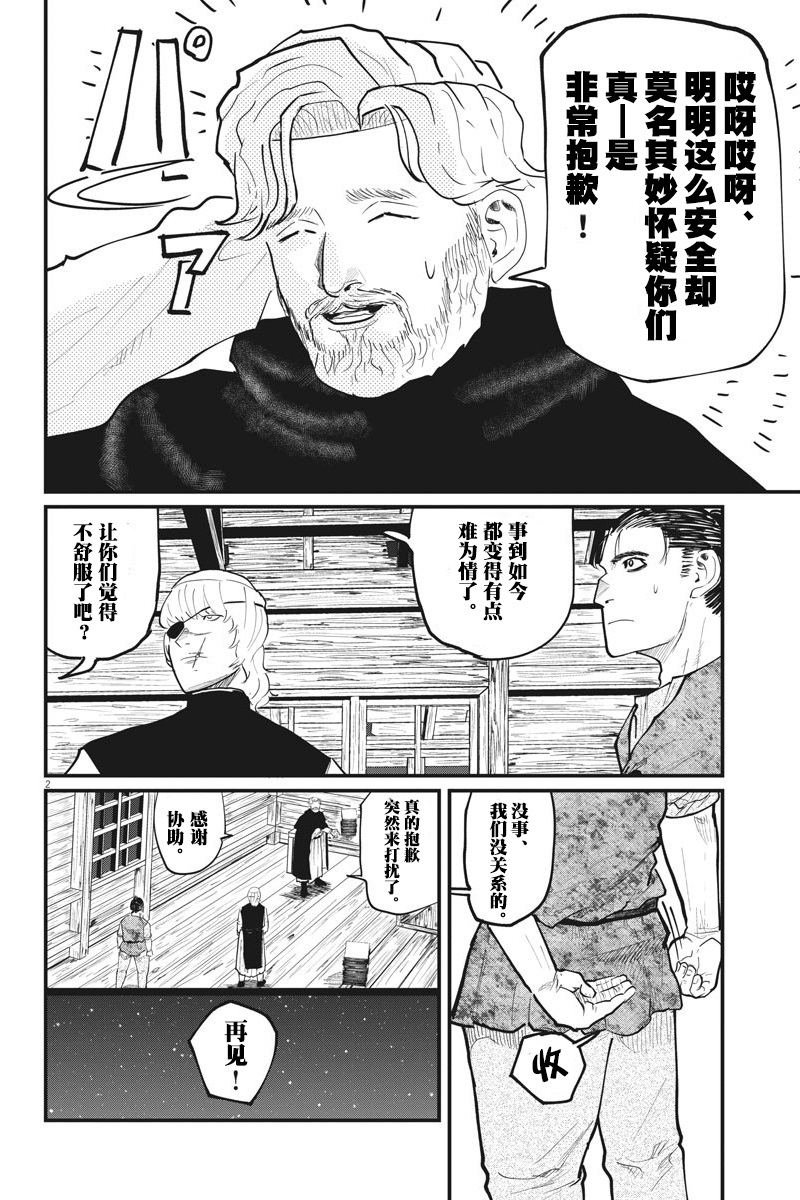 哎呀哎呀、
明明这么安全却
莫名其妙怀疑你们
真—是
非常抱歉！
パ
ア
事到如今
都变得有点
难为情了。
让你们觉得
不舒服了吧？
没事、
我们没关系的。
收
真的抱歉
突然来打扰了。
感谢
协助。
再见！
2